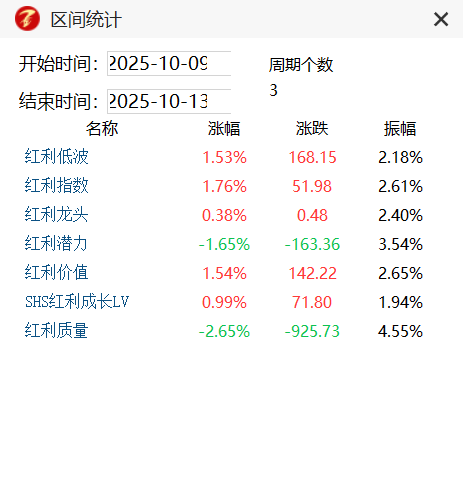 区间统计
开始时间: 2025-10-09 周期个数
3
结束时间: 2025-10-13
名称 涨幅 涨跌 振幅
红利低波 1.53% 168.15 2.18%
红利指数 1.76% 51.98 2.61%
红利龙头 0.38% 0.48 2.40%
红利潜力 -1.65% -163.36 3.54%
红利价值 1.54% 142.22 2.65%
SHS红利成长LV 0.99% 71.80 1.94%
红利质量 -2.65% -925.73 4.55%